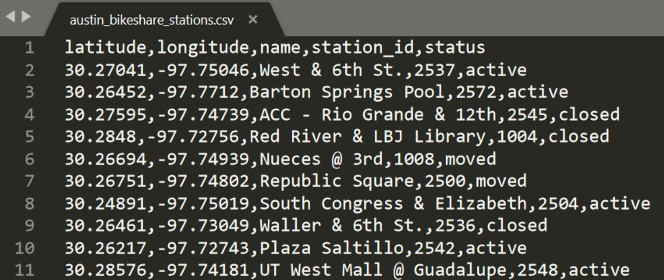 austin_bikeshare_stations.csv ×
1 latitude,longitude,name,station_id,status
2 30.27041,-97.75046,West & 6th St.,2537,active
3 30.26452,-97.7712,Barton Springs Pool,2572,active
4 30.27595,-97.74739,ACC - Rio Grande & 12th,2545,closed
5 30.2848,-97.72756,Red River & LBJ Library,1004,closed
6 30.26694,-97.74939,Nueces @ 3rd,1008,moved
7 30.26751,-97.74802,Republic Square,2500,moved
8 30.24891,-97.75019,South Congress & Elizabeth,2504,active
9 30.26461,-97.73049,Waller & 6th St.,2536,closed
10 30.26217,-97.72743,Plaza Saltillo,2542,active
11 30.28576,-97.74181,UT West Mall @ Guadalupe,2548,active